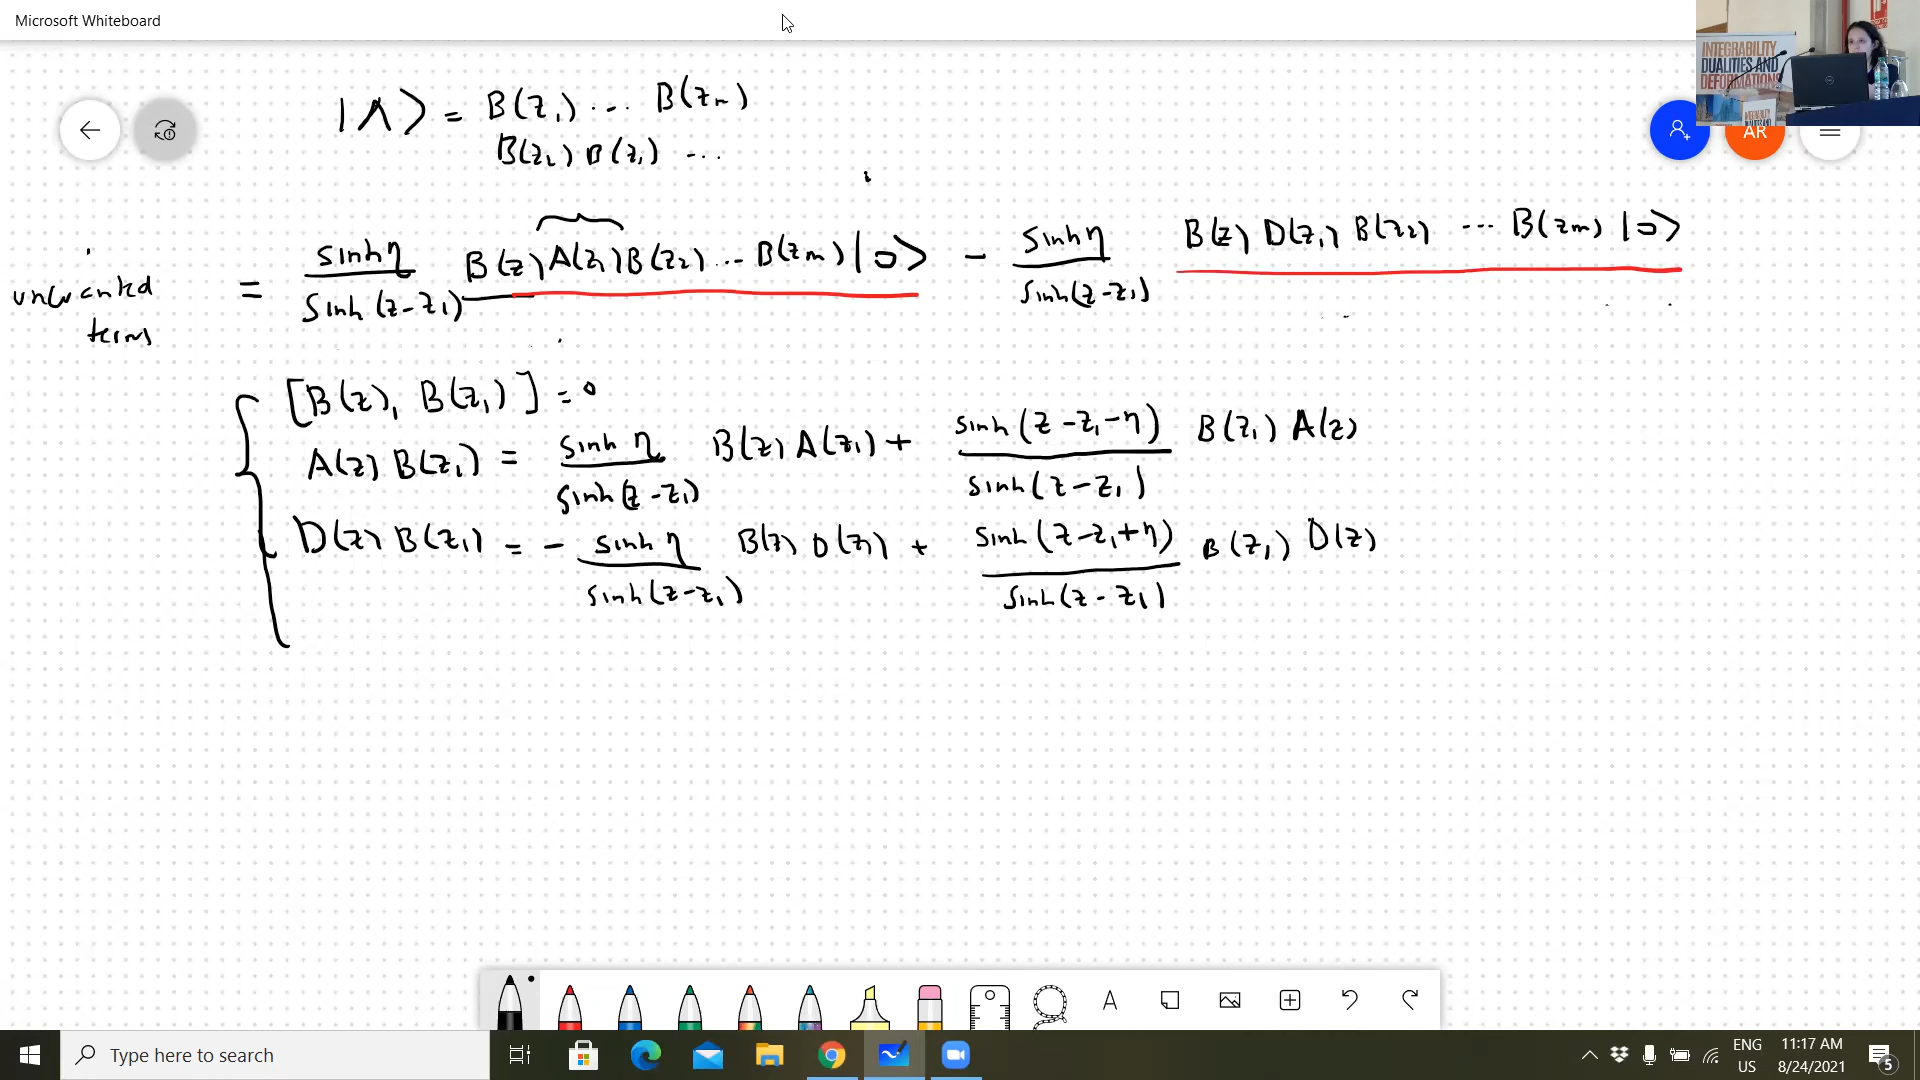 Microsoft Whiteboard
INTEGRABILITY
DUALITIES AND
DEFORMATIONS
AR
|Λ⟩ = B(z₁) ... B(zₘ)
B(z₂) B(z₁) ...
unwanted terms = sinh η / sinh(z-z₁) B(z) A(z₁) B(z₂) ... B(zₘ) |0⟩ - sinh η / sinh(z-z₁) B(z) D(z₁) B(z₂) ... B(zₘ) |0⟩
[B(z), B(z₁)] = 0
A(z) B(z₁) = sinh η / sinh(z-z₁) B(z) A(z₁) + sinh(z-z₁-η) / sinh(z-z₁) B(z₁) A(z)
D(z) B(z₁) = - sinh η / sinh(z-z₁) B(z) D(z₁) + sinh(z-z₁+η) / sinh(z-z₁) B(z₁) D(z)
Type here to search
ENG
US
11:17 AM
8/24/2021
5